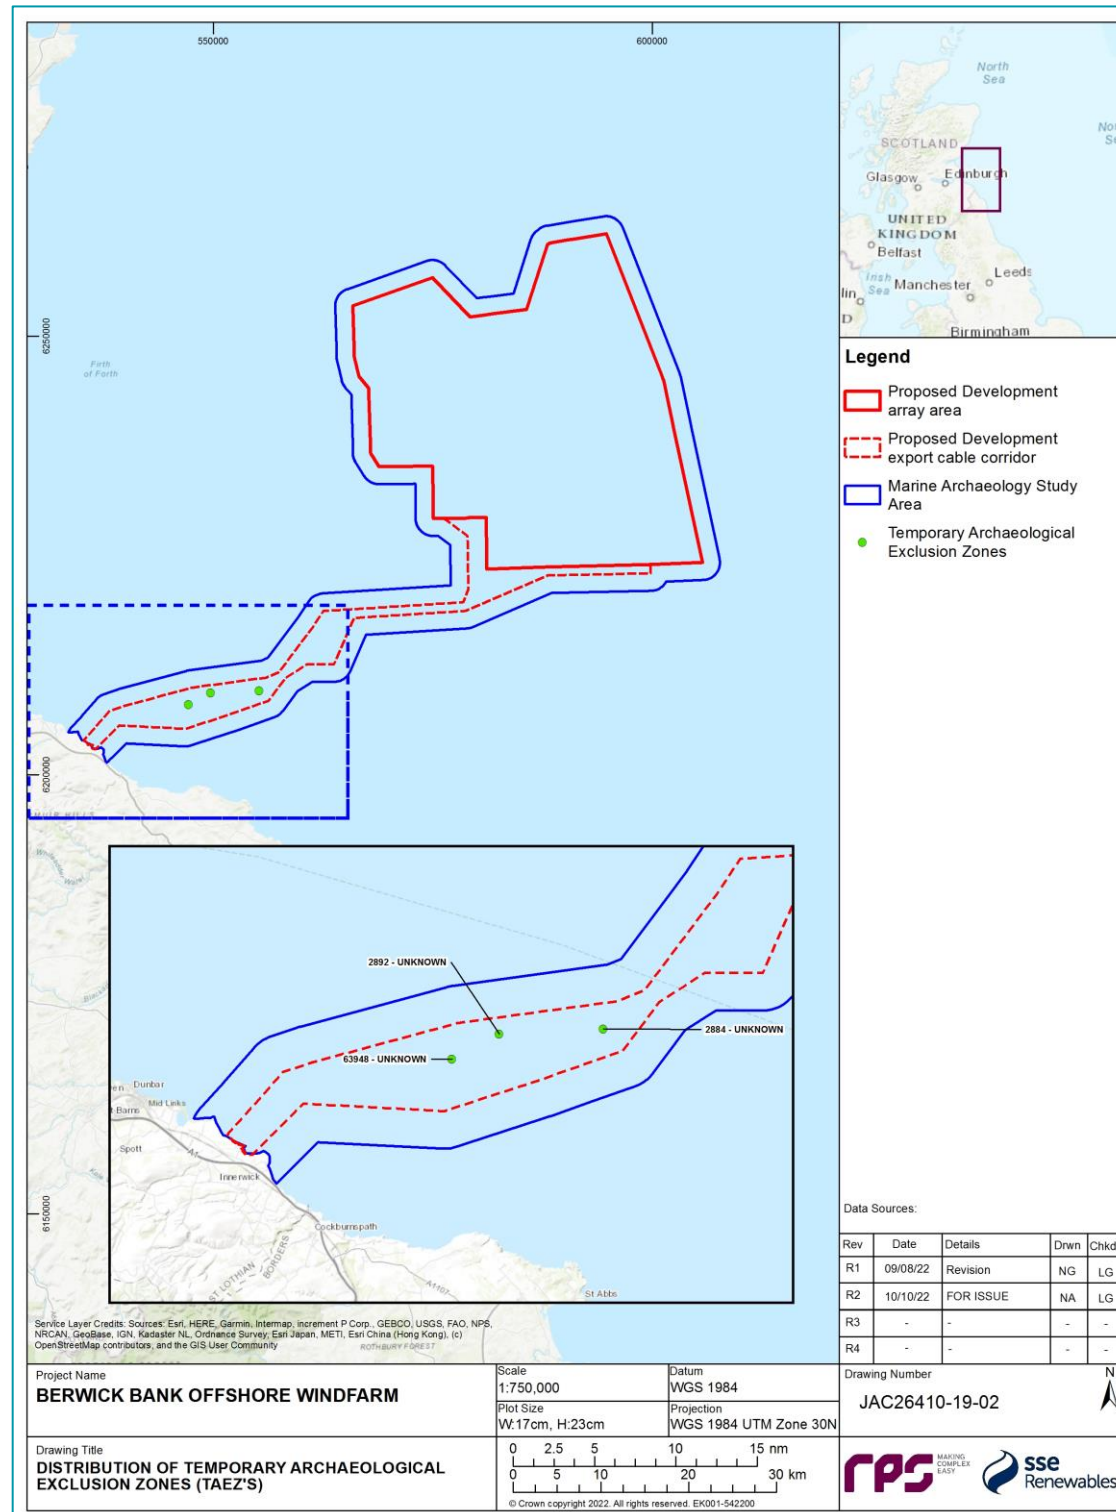 550000
600000
6250000
6200000
6150000
Firth
of Forth
North
Sea
SCOTLAND
Glasgow
Edinburgh
UNITED
KINGDOM
Belfast
Sea
Manchester
Leeds
Birmingham
Legend
Proposed Development
array area
Proposed Development
export cable corridor
Marine Archaeology Study
Area
Temporary Archaeological
Exclusion Zones
2892 - UNKNOWN
2884 - UNKNOWN
63948 - UNKNOWN
Dunbar
Mid Links
t Barns
Spott
A1
Innerwick
Cockburnspath
BORDERS
ST LOTHIAN
A1107
St Abbs
Service Layer Credits: Sources: Esri, HERE, Garmin, Intermap, increment P Corp., GEBCO, USGS, FAO, NPS,
NRCAN, GeoBase, IGN, Kadaster NL, Ordnance Survey, Esri Japan, METI, Esri China (Hong Kong), (c)
OpenStreetMap contributors, and the GIS User Community
ROTHBURY FOREST
Data Sources:
Rev Date Details Drwn Chkd
R1 09/08/22 Revision NG LG
R2 10/10/22 FOR ISSUE NA LG
R3 - - - -
R4 - - - -
Project Name
BERWICK BANK OFFSHORE WINDFARM
Scale
1:750,000
Datum
WGS 1984
Plot Size
W:17cm, H:23cm
Projection
WGS 1984 UTM Zone 30N
Drawing Number
JAC26410-19-02
N
Drawing Title
DISTRIBUTION OF TEMPORARY ARCHAEOLOGICAL
EXCLUSION ZONES (TAEZ'S)
0 2.5 5 10 15 nm
0 5 10 20 30 km
© Crown copyright 2022. All rights reserved. EK001-542200
rps
MAKING
COMPLEX
EASY
sse
Renewables